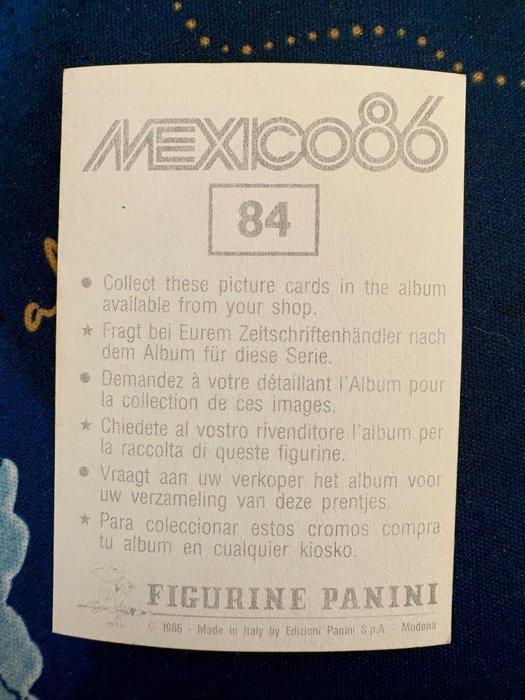 MEXICO86
84
● Collect these picture cards in the album
available from your shop.
★ Fragt bei Eurem Zeitschriftenhändler nach
dem Album für diese Serie.
● Demandez à votre détaillant l'Album pour
la collection de ces images.
★ Chiedete al vostro rivenditore l'album per
la raccolta di queste figurine.
● Vraagt aan uw verkoper het album voor
uw verzameling van deze prentjes.
★ Para coleccionar estos cromos compra
tu album en cualquier kiosko.
FIGURINE PANINI
© 1986 - Made in Italy by Edizioni Panini S.p.A. - Modena